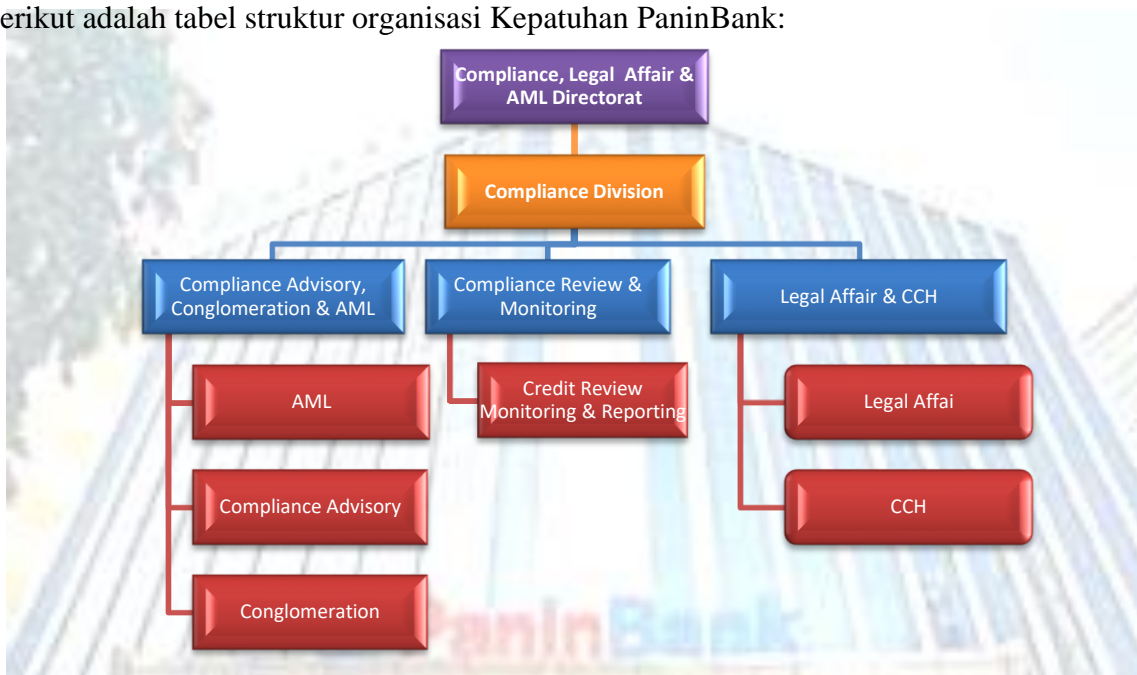 erikut adalah tabel struktur organisasi Kepatuhan PaninBank:
Compliance, Legal Affair &
AML Directorat
Compliance Division
Compliance Advisory,
Conglomeration & AML
Compliance Review &
Monitoring
Legal Affair & CCH
AML
Credit Review
Monitoring & Reporting
Legal Affai
Compliance Advisory
CCH
Conglomeration
PaninBank